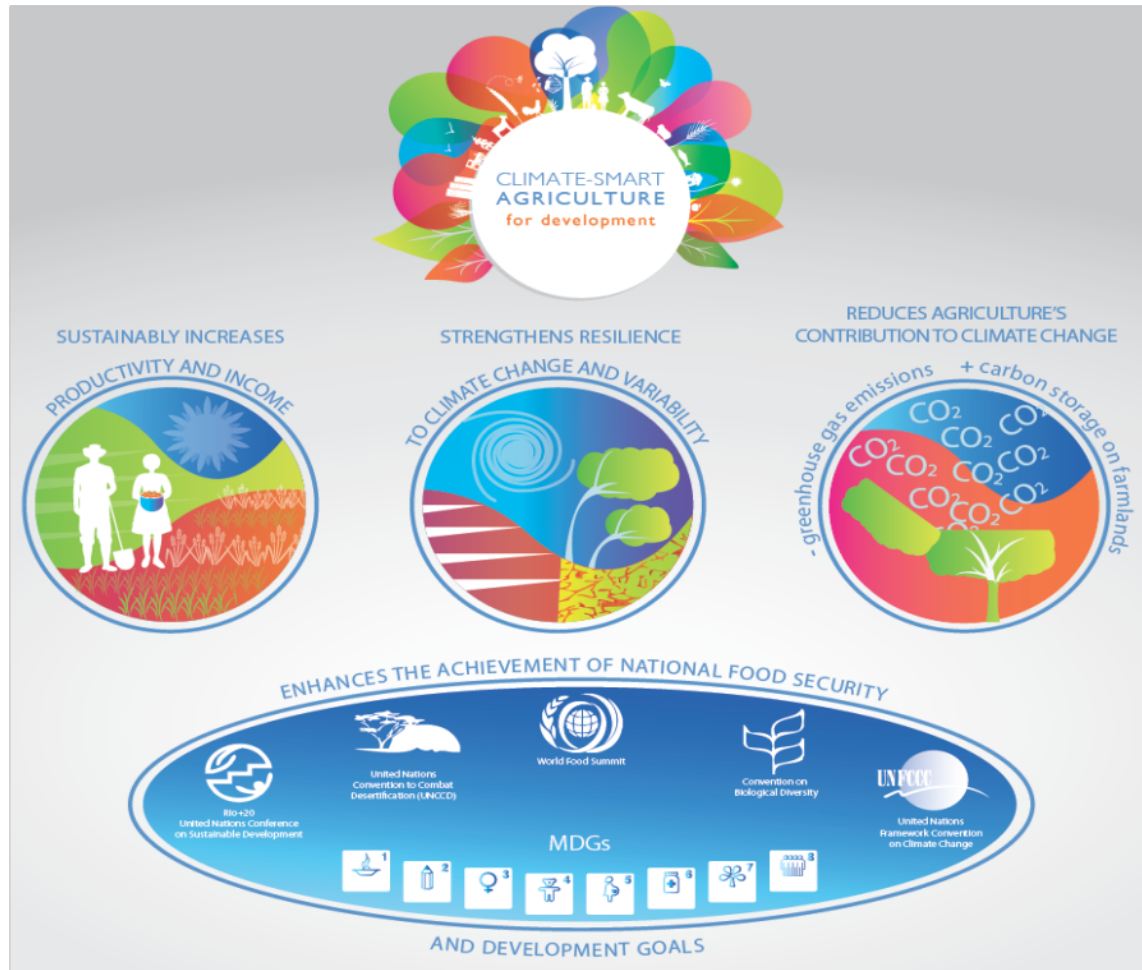 CLIMATE-SMART
AGRICULTURE
for development
SUSTAINABLY INCREASES
PRODUCTIVITY AND INCOME
STRENGTHENS RESILIENCE
TO CLIMATE CHANGE AND VARIABILITY
REDUCES AGRICULTURE'S
CONTRIBUTION TO CLIMATE CHANGE
- greenhouse gas emissions
+ carbon storage on farmlands
CO2
CO2
CO2
CO2
CO2
CO2
CO2
CO2
CO2
CO2
CO2
ENHANCES THE ACHIEVEMENT OF NATIONAL FOOD SECURITY
Rio+20
United Nations Conference
on Sustainable Development
United Nations
Convention to Combat
Desertification (UNCCD)
World Food Summit
Convention on
Biological Diversity
UNFCCC
United Nations
Framework Convention
on Climate Change
MDGs
1
2
3
4
5
6
7
8
AND DEVELOPMENT GOALS